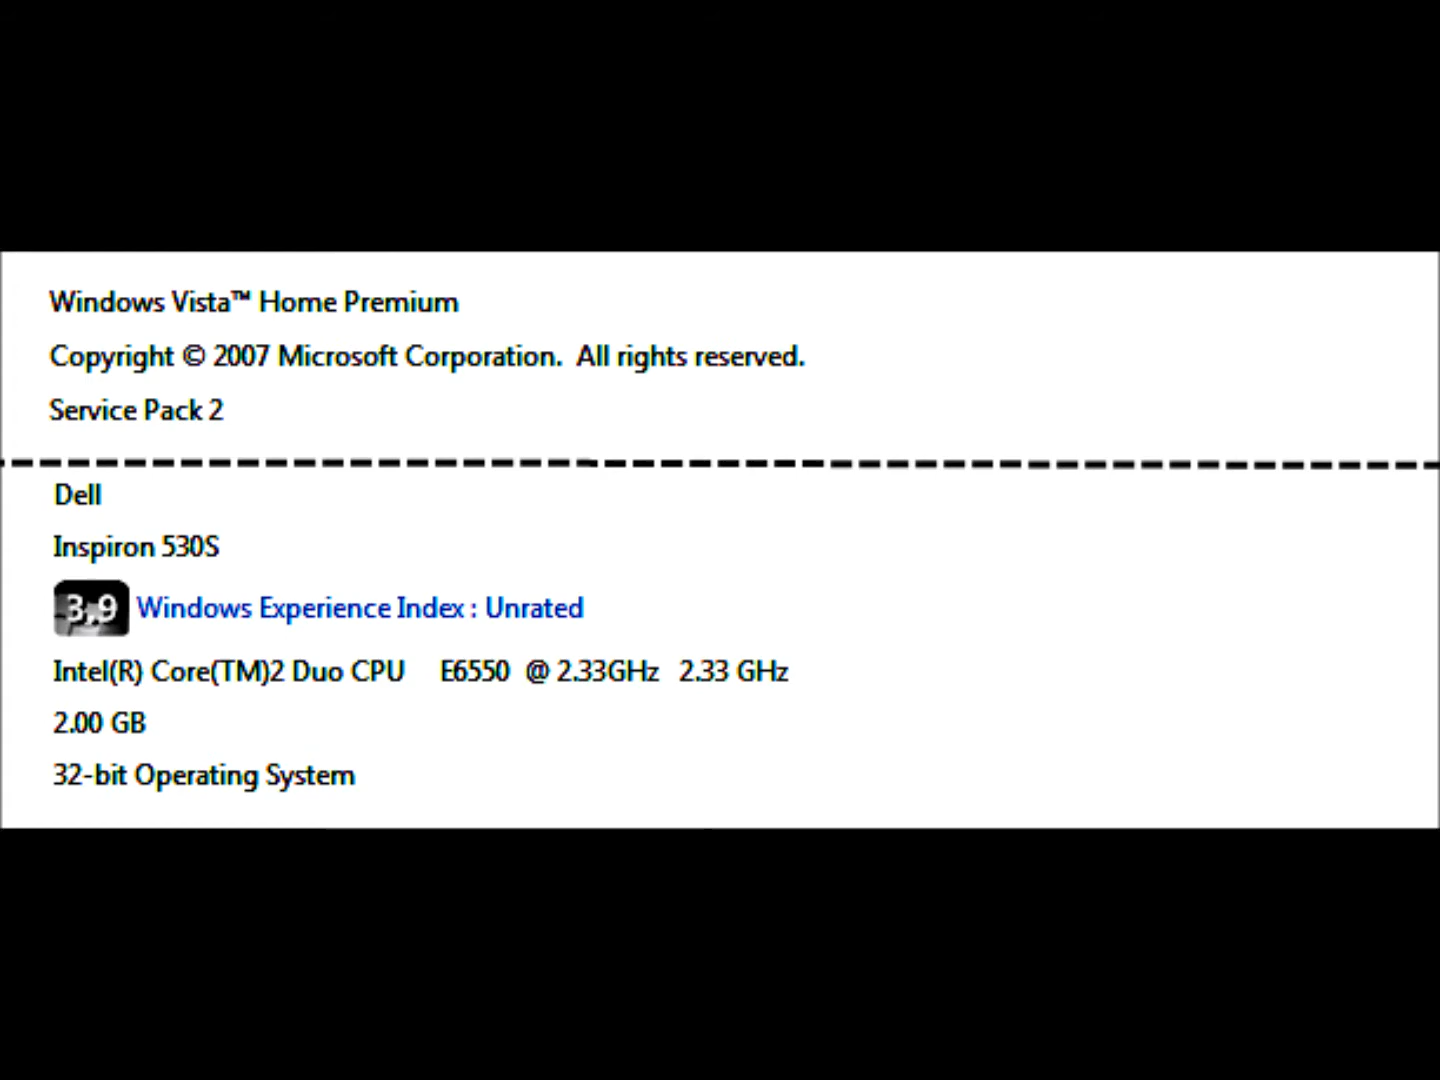 Windows Vista™ Home Premium
Copyright © 2007 Microsoft Corporation.  All rights reserved.
Service Pack 2
Dell
Inspiron 530S
3,9 Windows Experience Index : Unrated
Intel(R) Core(TM)2 Duo CPU     E6550  @ 2.33GHz   2.33 GHz
2.00 GB
32-bit Operating System